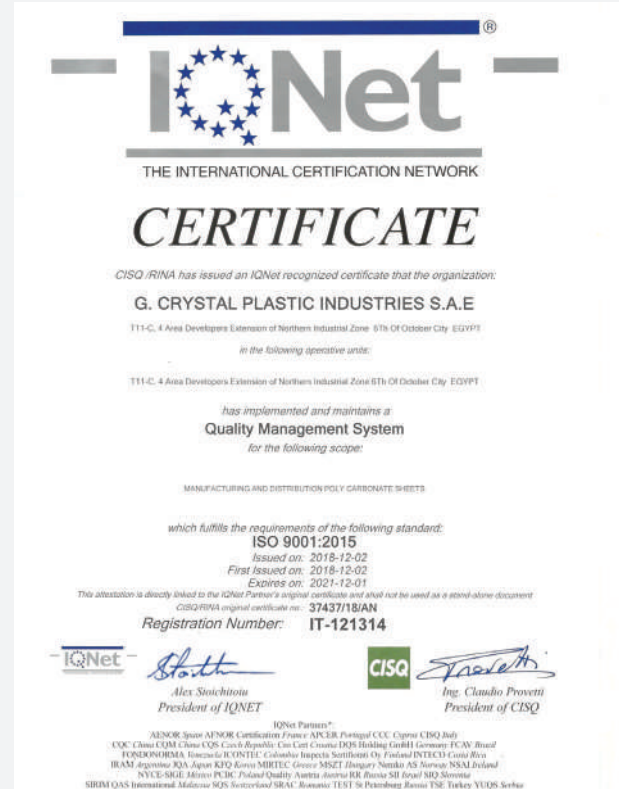 ®
IQNet
THE INTERNATIONAL CERTIFICATION NETWORK
CERTIFICATE
CISQ /RINA has issued an IQNet recognized certificate that the organization:
G. CRYSTAL PLASTIC INDUSTRIES S.A.E
T11-C, 4 Area Developers Extension of Northern Industrial Zone 6Th Of October City EGYPT
in the following operative units:
T11-C, 4 Area Developers Extension of Northern Industrial Zone 6Th Of October City EGYPT
has implemented and maintains a
Quality Management System
for the following scope:
MANUFACTURING AND DISTRIBUTION POLY CARBONATE SHEETS
which fulfills the requirements of the following standard:
ISO 9001:2015
Issued on: 2018-12-02
First Issued on: 2018-12-02
Expires on: 2021-12-01
This attestation is directly linked to the IQNet Partner's original certificate and shall not be used as a stand-alone document
CISQ/RINA original certificate no.: 37437/18/AN
Registration Number: IT-121314
IQNet
CISQ
Alex Stoichitoiu
President of IQNET
Ing. Claudio Provetti
President of CISQ
IQNet Partners*:
AENOR Spain AFNOR Certification France APCER Portugal CCC Cyprus CISQ Italy
CQC China CQM China CQS Czech Republic Cro Cert Croatia DQS Holding GmbH Germany FCAV Brazil
FONDONORMA Venezuela ICONTEC Colombia Inspecta Sertifiointi Oy Finland INTECO Costa Rica
IRAM Argentina JQA Japan KFQ Korea MIRTEC Greece MSZT Hungary Nemko AS Norway NSAI Ireland
NYCE-SIGE México PCBC Poland Quality Austria Austria RR Russia SII Israel SIQ Slovenia
SIRIM QAS International Malaysia SQS Switzerland SRAC Romania TEST St Petersburg Russia TSE Turkey YUQS Serbia